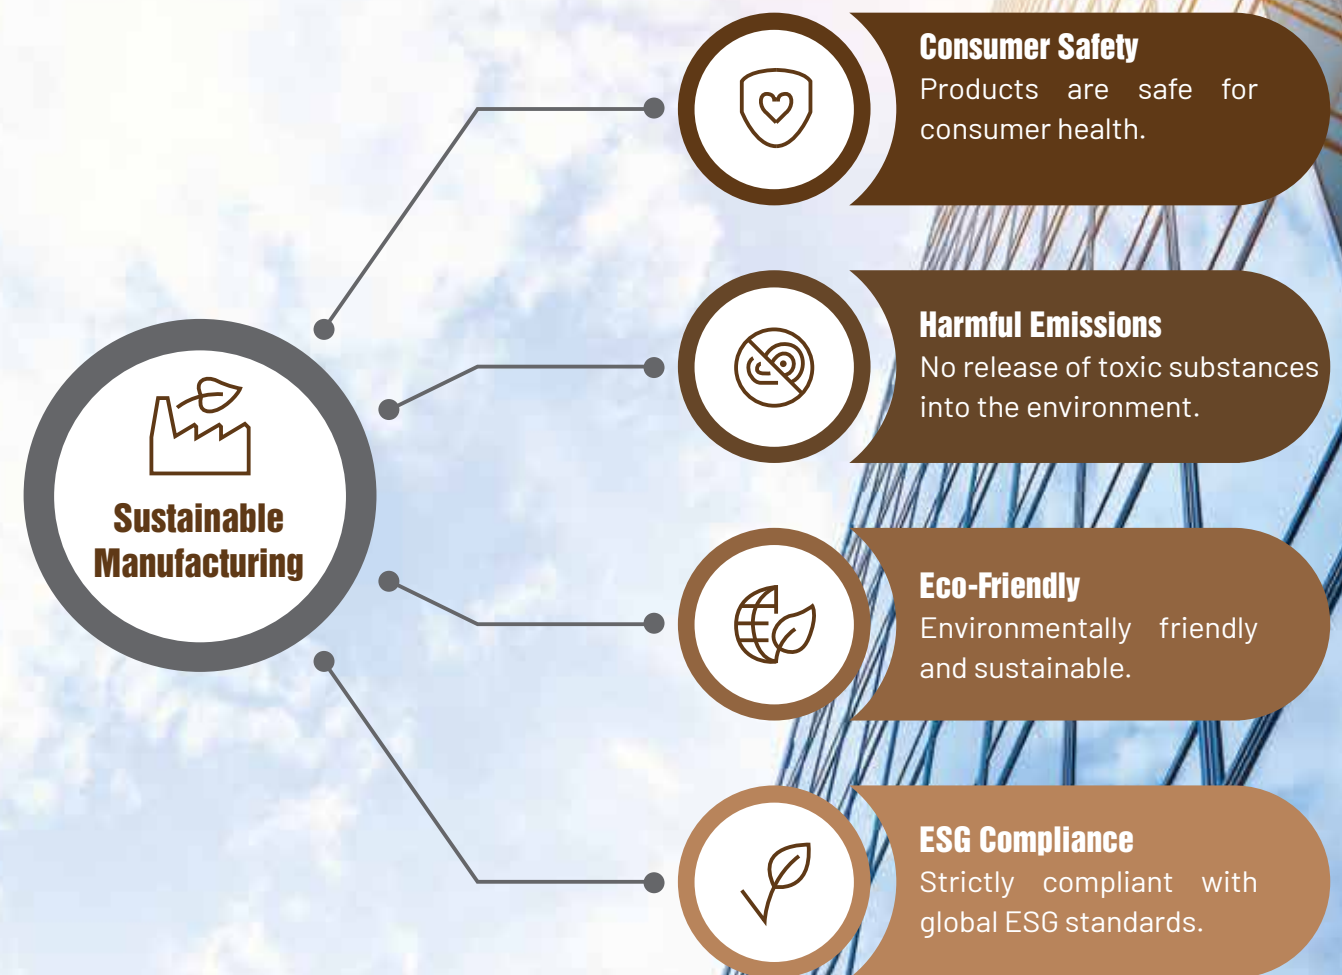 Sustainable
Manufacturing
Consumer Safety
Products are safe for
consumer health.
Harmful Emissions
No release of toxic substances
into the environment.
Eco-Friendly
Environmentally friendly
and sustainable.
ESG Compliance
Strictly compliant with
global ESG standards.